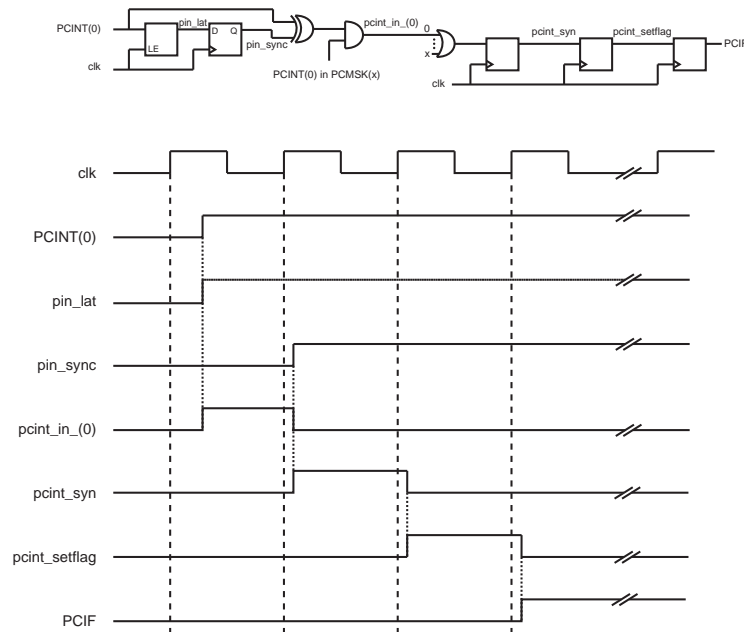 PCINT(0)
pin_lat
D Q
LE
pin_sync
clk
PCINT(0) in PCMSK(x)
pcint_in_(0)
0
x
clk
pcint_syn
pcint_setflag
PCIF
clk
PCINT(0)
pin_lat
pin_sync
pcint_in_(0)
pcint_syn
pcint_setflag
PCIF